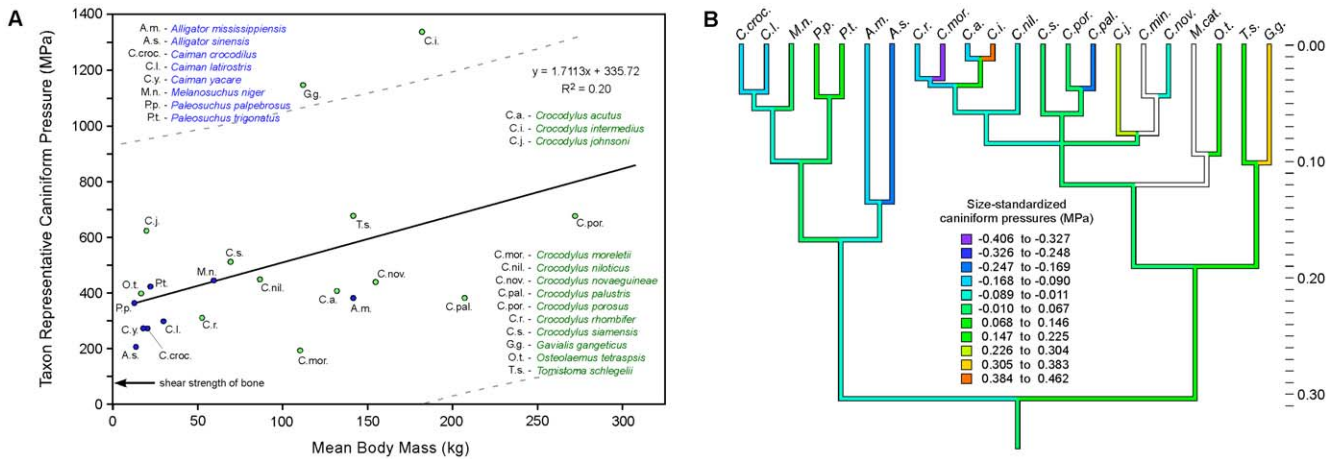 A
Taxon Representative Caniniform Pressure (MPa)
1400
1200
1000
800
600
400
200
0
A.m. - Alligator mississippiensis
A.s. - Alligator sinensis
C.croc. - Caiman crocodilus
C.l. - Caiman latirostris
C.y. - Caiman yacare
M.n. - Melanosuchus niger
P.p. - Paleosuchus palpebrosus
P.t. - Paleosuchus trigonatus
C.i.
G.g.
y = 1.7113x + 335.72
R² = 0.20
C.a. - Crocodylus acutus
C.i. - Crocodylus intermedius
C.j. - Crocodylus johnsoni
C.j.
T.s.
C.por.
C.s.
M.n.
C.nil.
C.nov.
O.t.
P.t.
P.p.
C.a.
A.m.
C.pal.
C.y.
C.l.
C.r.
A.s.
C.croc.
C.mor.
C.mor. - Crocodylus moreletii
C.nil. - Crocodylus niloticus
C.nov. - Crocodylus novaeguineae
C.pal. - Crocodylus palustris
C.por. - Crocodylus porosus
C.r. - Crocodylus rhombifer
C.s. - Crocodylus siamensis
G.g. - Gavialis gangeticus
O.t. - Osteolaemus tetraspsis
T.s. - Tomistoma schlegelii
shear strength of bone
0 50 100 150 200 250 300
Mean Body Mass (kg)
B
C.croc. C.l. M.n. P.p. P.t. A.m. A.s. C.r. C.mor. C.a. C.i. C.nil. C.s. C.por. C.pal. C.j. C.min. C.nov. M.cat. O.t. T.s. G.g.
0.00
0.10
0.20
0.30
Size-standardized
caniniform pressures (MPa)
-0.406 to -0.327
-0.326 to -0.248
-0.247 to -0.169
-0.168 to -0.090
-0.089 to -0.011
-0.010 to 0.067
0.068 to 0.146
0.147 to 0.225
0.226 to 0.304
0.305 to 0.383
0.384 to 0.462